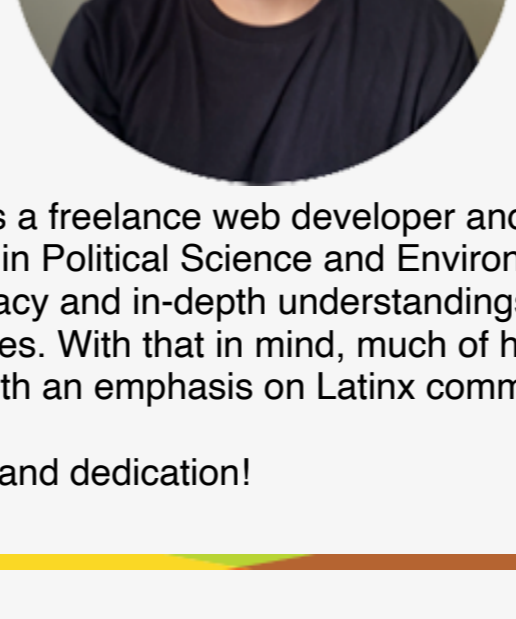 s a freelance web developer and
in Political Science and Environ
acy and in-depth understandings
es. With that in mind, much of h
th an emphasis on Latinx comm
and dedication!